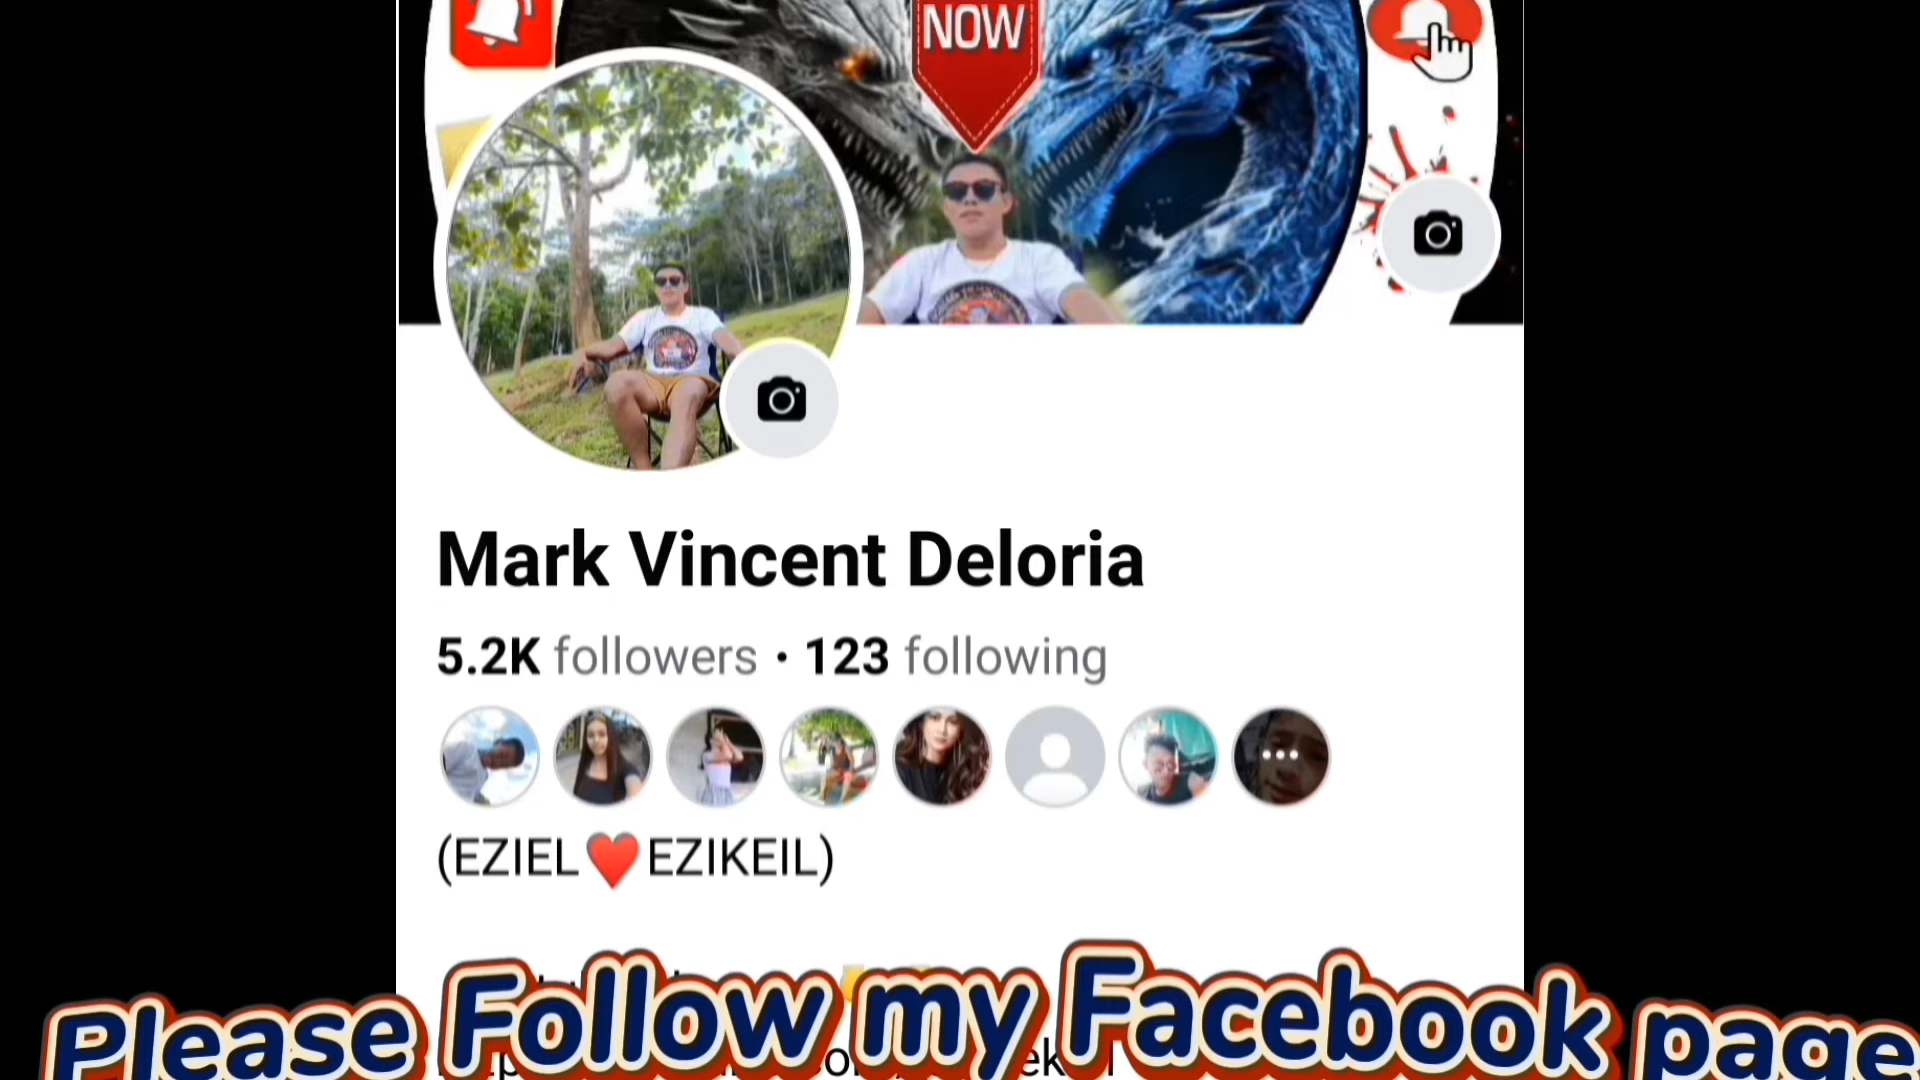 NOW
Mark Vincent Deloria
5.2K followers • 123 following
(EZIEL❤️EZIKEIL)
Please Follow my Facebook page